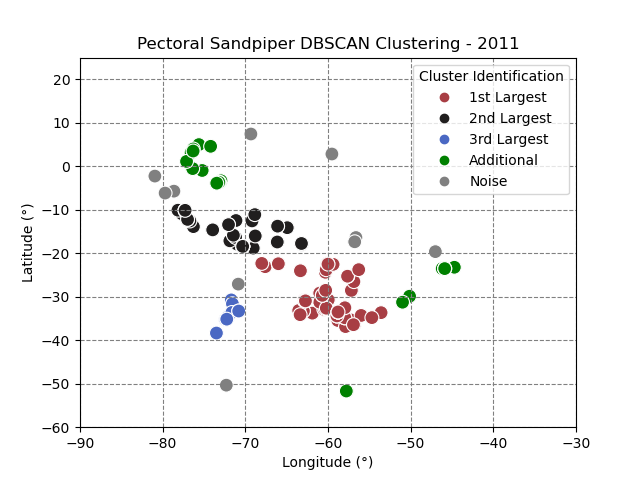 Pectoral Sandpiper DBSCAN Clustering - 2011
Cluster Identification
1st Largest
2nd Largest
3rd Largest
Additional
Noise
Latitude (°)
20
10
0
−10
−20
−30
−40
−50
−60
−90 −80 −70 −60 −50 −40 −30
Longitude (°)